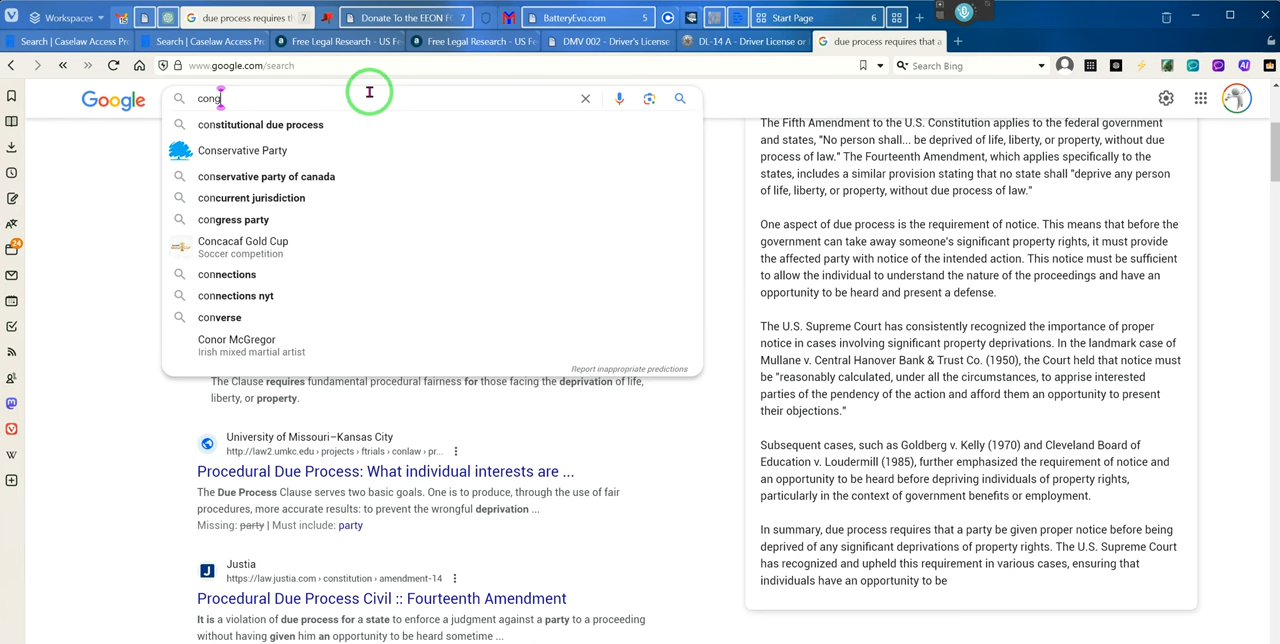 Workspaces
due process requires th
7
Donate To the EEON F
7
BatteryEvo.com
5
Start Page
6
Search | Caselaw Access Pr
Search | Caselaw Access Pr
Free Legal Research - US Fe
Free Legal Research - US Fe
DMV 002 - Driver's License
DL-14 A - Driver License or
due process requires that a
www.google.com/search
Search Bing
Google
cong
constitutional due process
Conservative Party
conservative party of canada
concurrent jurisdiction
congress party
Concacaf Gold Cup
Soccer competition
connections
connections nyt
converse
Conor McGregor
Irish mixed martial artist
Report inappropriate predictions
The Clause requires fundamental procedural fairness for those facing the deprivation of life,
liberty, or property.
University of Missouri–Kansas City
http://law2.umkc.edu › projects › ftrials › conlaw › pr...
Procedural Due Process: What individual interests are ...
The Due Process Clause serves two basic goals. One is to produce, through the use of fair
procedures, more accurate results: to prevent the wrongful deprivation ...
Missing: party | Must include: party
Justia
https://law.justia.com › constitution › amendment-14
Procedural Due Process Civil :: Fourteenth Amendment
It is a violation of due process for a state to enforce a judgment against a party to a proceeding
without having given him an opportunity to be heard sometime ...
The Fifth Amendment to the U.S. Constitution applies to the federal government
and states, "No person shall... be deprived of life, liberty, or property, without due
process of law." The Fourteenth Amendment, which applies specifically to the
states, includes a similar provision stating that no state shall "deprive any person
of life, liberty, or property, without due process of law."
One aspect of due process is the requirement of notice. This means that before the
government can take away someone's significant property rights, it must provide
the affected party with notice of the intended action. This notice must be sufficient
to allow the individual to understand the nature of the proceedings and have an
opportunity to be heard and present a defense.
The U.S. Supreme Court has consistently recognized the importance of proper
notice in cases involving significant property deprivations. In the landmark case of
Mullane v. Central Hanover Bank & Trust Co. (1950), the Court held that notice must
be "reasonably calculated, under all the circumstances, to apprise interested
parties of the pendency of the action and afford them an opportunity to present
their objections."
Subsequent cases, such as Goldberg v. Kelly (1970) and Cleveland Board of
Education v. Loudermill (1985), further emphasized the requirement of notice and
an opportunity to be heard before depriving individuals of property rights,
particularly in the context of government benefits or employment.
In summary, due process requires that a party be given proper notice before being
deprived of any significant deprivations of property rights. The U.S. Supreme Court
has recognized and upheld this requirement in various cases, ensuring that
individuals have an opportunity to be
24
AI